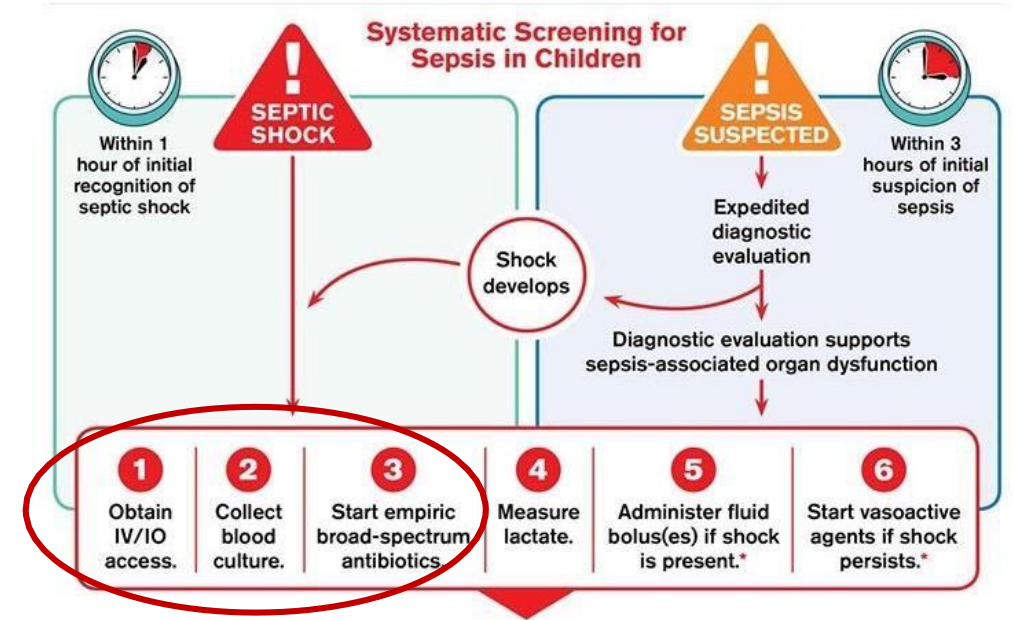 Systematic Screening for
Sepsis in Children
!
SEPTIC
SHOCK
Within 1
hour of initial
recognition of
septic shock
!
SEPSIS
SUSPECTED
Within 3
hours of initial
suspicion of
sepsis
Expedited
diagnostic
evaluation
Shock
develops
Diagnostic evaluation supports
sepsis-associated organ dysfunction
1
Obtain
IV/IO
access.
2
Collect
blood
culture.
3
Start empiric
broad-spectrum
antibiotics.
4
Measure
lactate.
5
Administer fluid
bolus(es) if shock
is present.*
6
Start vasoactive
agents if shock
persists.*